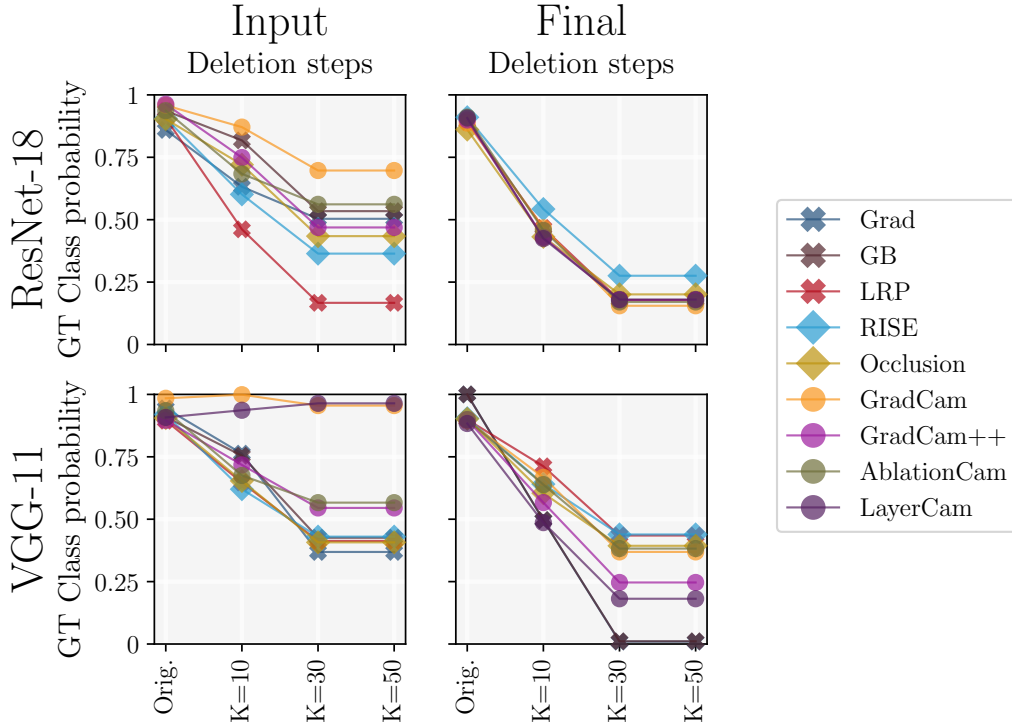 Input
Final
Deletion steps
Deletion steps
ResNet-18
GT Class probability
1
0.75
0.50
0.25
0
VGG-11
GT Class probability
1
0.75
0.50
0.25
0
Orig.
K=10
K=30
K=50
Orig.
K=10
K=30
K=50
Grad
GB
LRP
RISE
Occlusion
GradCam
GradCam++
AblationCam
LayerCam